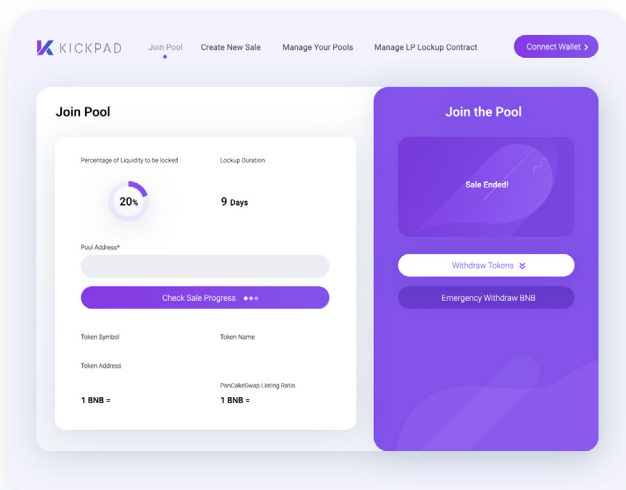 KICKPAD
Join Pool
Create New Sale
Manage Your Pools
Manage LP Lockup Contract
Connect Wallet >
Join Pool
Percentage of Liquidity to be locked
Lockup Duration
20%
9 Days
Pool Address*
Check Sale Progress
Token Symbol
Token Name
Token Address
PanCakeSwap Listing Ratio
1 BNB =
1 BNB =
Join the Pool
Sale Ended!
Withdraw Tokens
Emergency Withdraw BNB